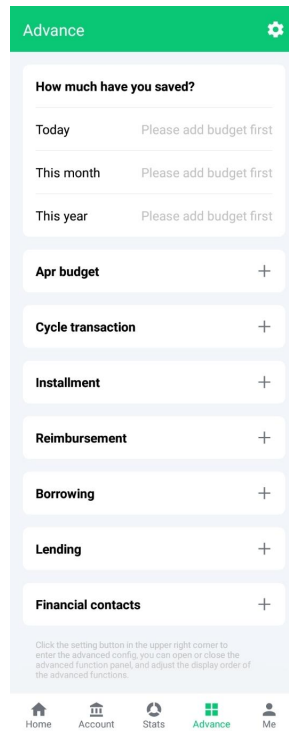 Advance
How much have you saved?
Today Please add budget first
This month Please add budget first
This year Please add budget first
Apr budget
Cycle transaction
Installment
Reimbursement
Borrowing
Lending
Financial contacts
Click the setting button in the upper right corner to
enter the advanced config, you can open or close the
advanced function panel, and adjust the display order of
the advanced functions.
Home Account Stats Advance Me